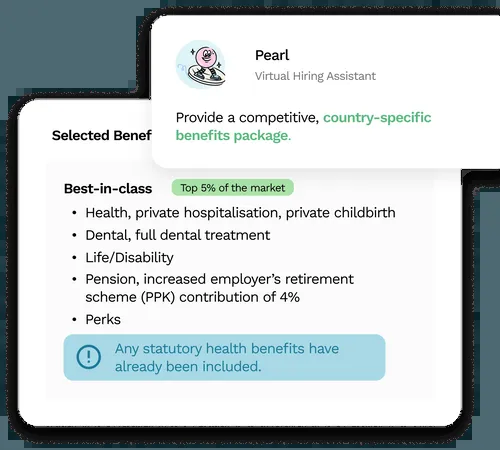 Pearl
Virtual Hiring Assistant
Provide a competitive, country-specific
benefits package.
Selected Benef
Best-in-class
Top 5% of the market
• Health, private hospitalisation, private childbirth
• Dental, full dental treatment
• Life/Disability
• Pension, increased employer’s retirement
scheme (PPK) contribution of 4%
• Perks
Any statutory health benefits have
already been included.